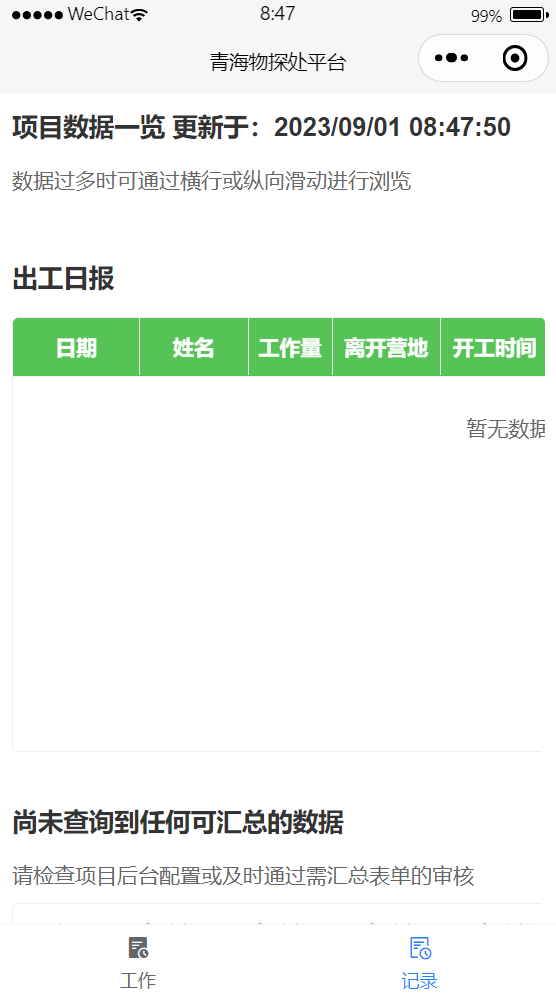 WeChat 8:47 99%
青海物探处平台
项目数据一览 更新于：2023/09/01 08:47:50
数据过多时可通过横行或纵向滑动进行浏览
出工日报
日期 姓名 工作量 离开营地 开工时间
暂无数据
尚未查询到任何可汇总的数据
请检查项目后台配置或及时通过需汇总表单的审核
工作 记录